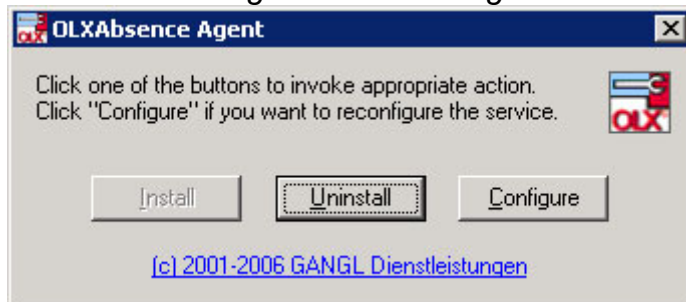 OLXAbsence Agent
Click one of the buttons to invoke appropriate action.
Click "Configure" if you want to reconfigure the service.
OLX
Install
Uninstall
Configure
(c) 2001-2006 GANGL Dienstleistungen